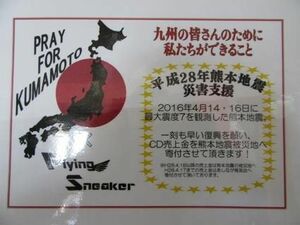 PRAY
FOR
KUMAMOTO
Flying
Sneaker
九州の皆さんのために
私たちができること
平成28年熊本地震
災害支援
2016年4月14・16日に
最大震度7を観測した熊本地震。
一刻も早い復興を願い、
CD売上金を熊本地震被災地へ
寄付させて頂きます!